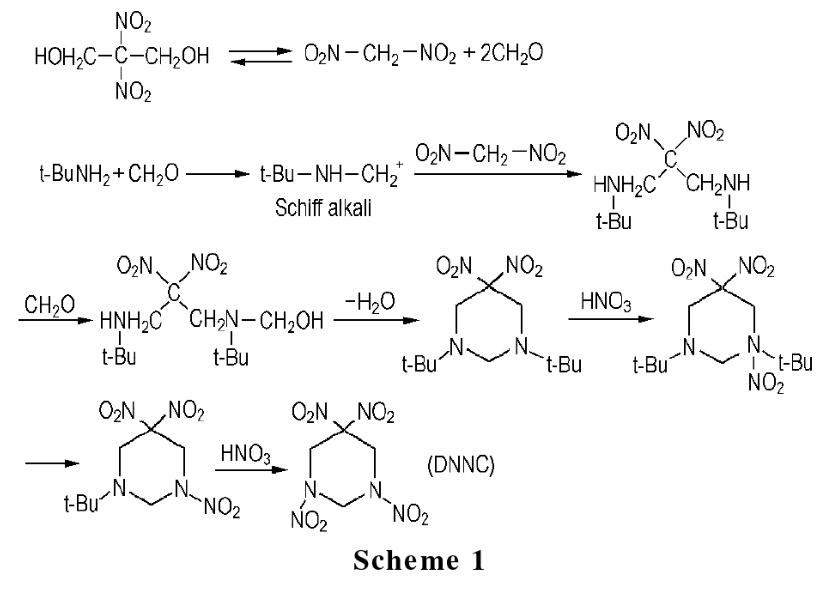 NO₂
HOH₂C–C–CH₂OH ⇌ O₂N–CH₂–NO₂ + 2CH₂O
NO₂
t-BuNH₂ + CH₂O → t-Bu–NH–CH₂⁺ O₂N–CH₂–NO₂
Schiff alkali
O₂N NO₂
C
HNH₂C CH₂NH
t-Bu t-Bu
CH₂O
O₂N NO₂
C
HNH₂C CH₂N–CH₂OH
t-Bu t-Bu
–H₂O
O₂N NO₂
t-Bu N N t-Bu
HNO₃
O₂N NO₂
t-Bu N N t-Bu
NO₂
O₂N NO₂
t-Bu N N NO₂
HNO₃
O₂N NO₂
N N
NO₂ NO₂
(DNNC)
Scheme 1